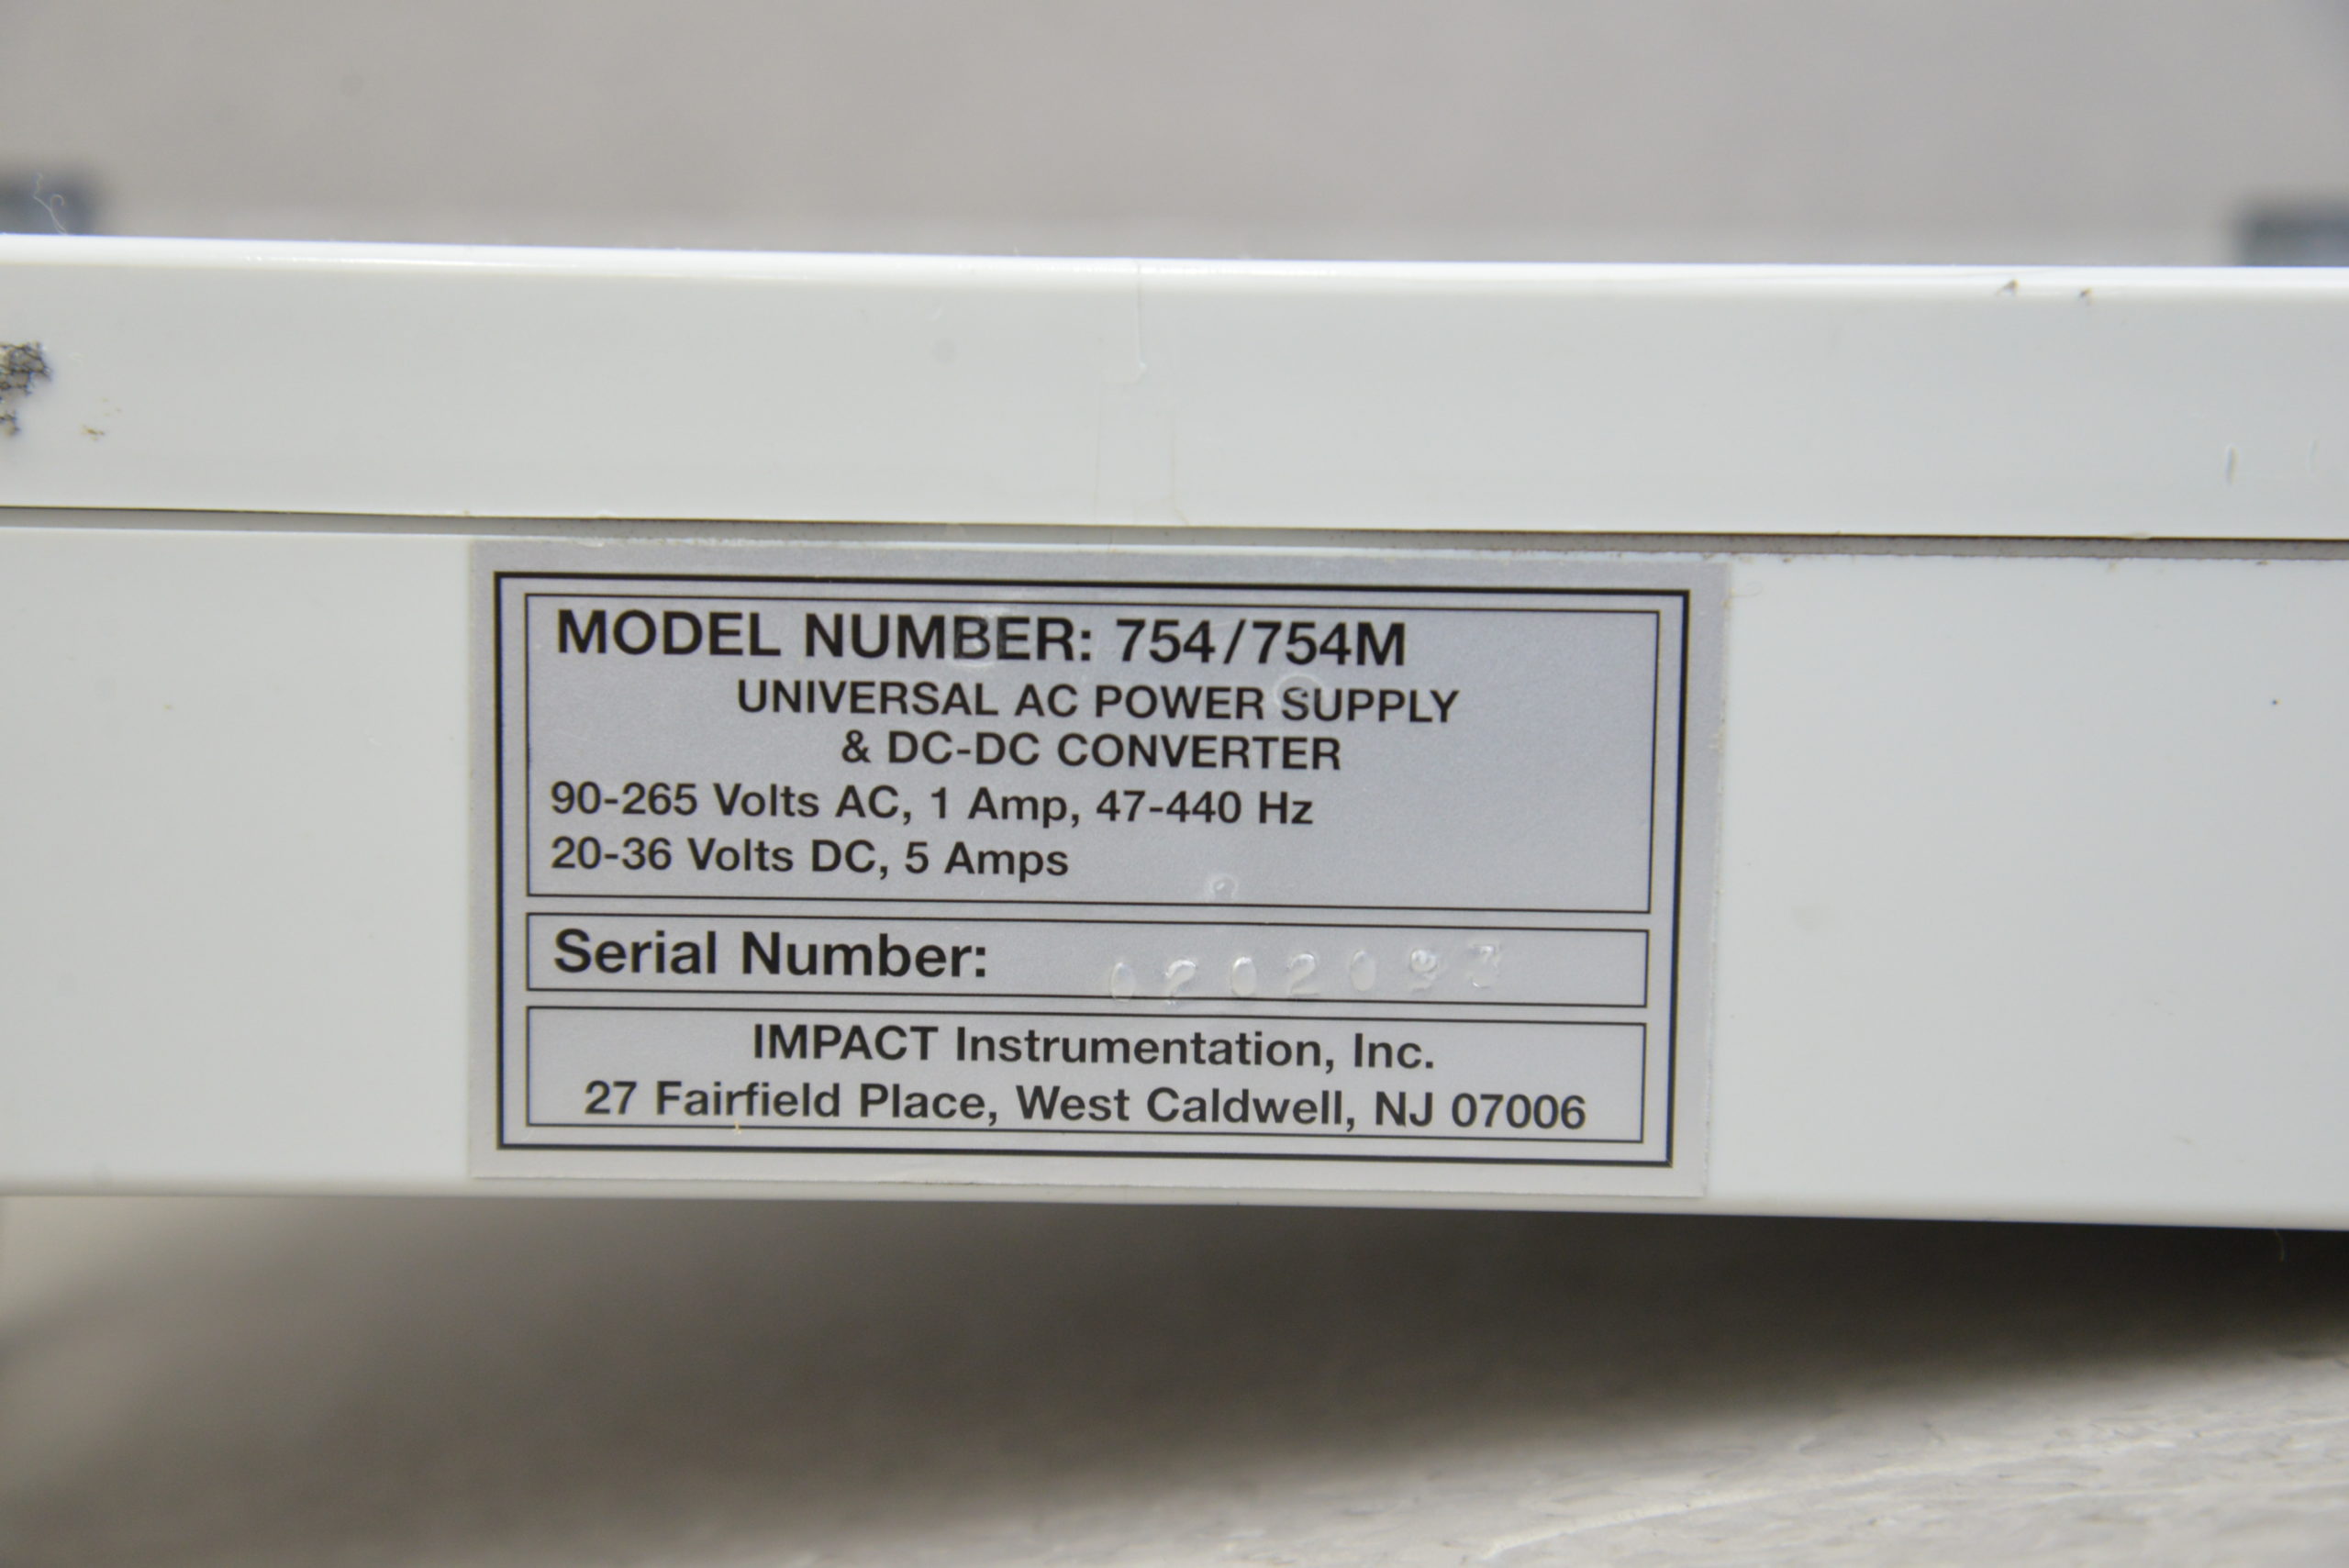 MODEL NUMBER: 754/754M
UNIVERSAL AC POWER SUPPLY
& DC-DC CONVERTER
90-265 Volts AC, 1 Amp, 47-440 Hz
20-36 Volts DC, 5 Amps
Serial Number:
IMPACT Instrumentation, Inc.
27 Fairfield Place, West Caldwell, NJ 07006